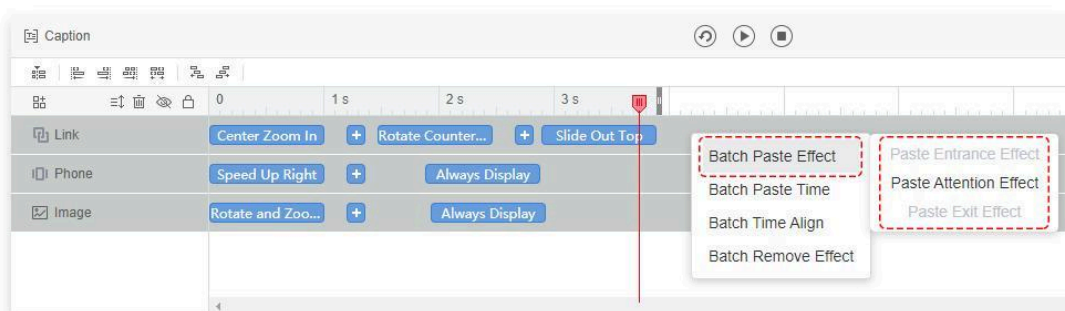 Caption
0 1 s 2 s 3 s
Link Center Zoom In Rotate Counter... Slide Out Top
Phone Speed Up Right Always Display
Image Rotate and Zoo... Always Display
Batch Paste Effect
Batch Paste Time
Batch Time Align
Batch Remove Effect
Paste Entrance Effect
Paste Attention Effect
Paste Exit Effect